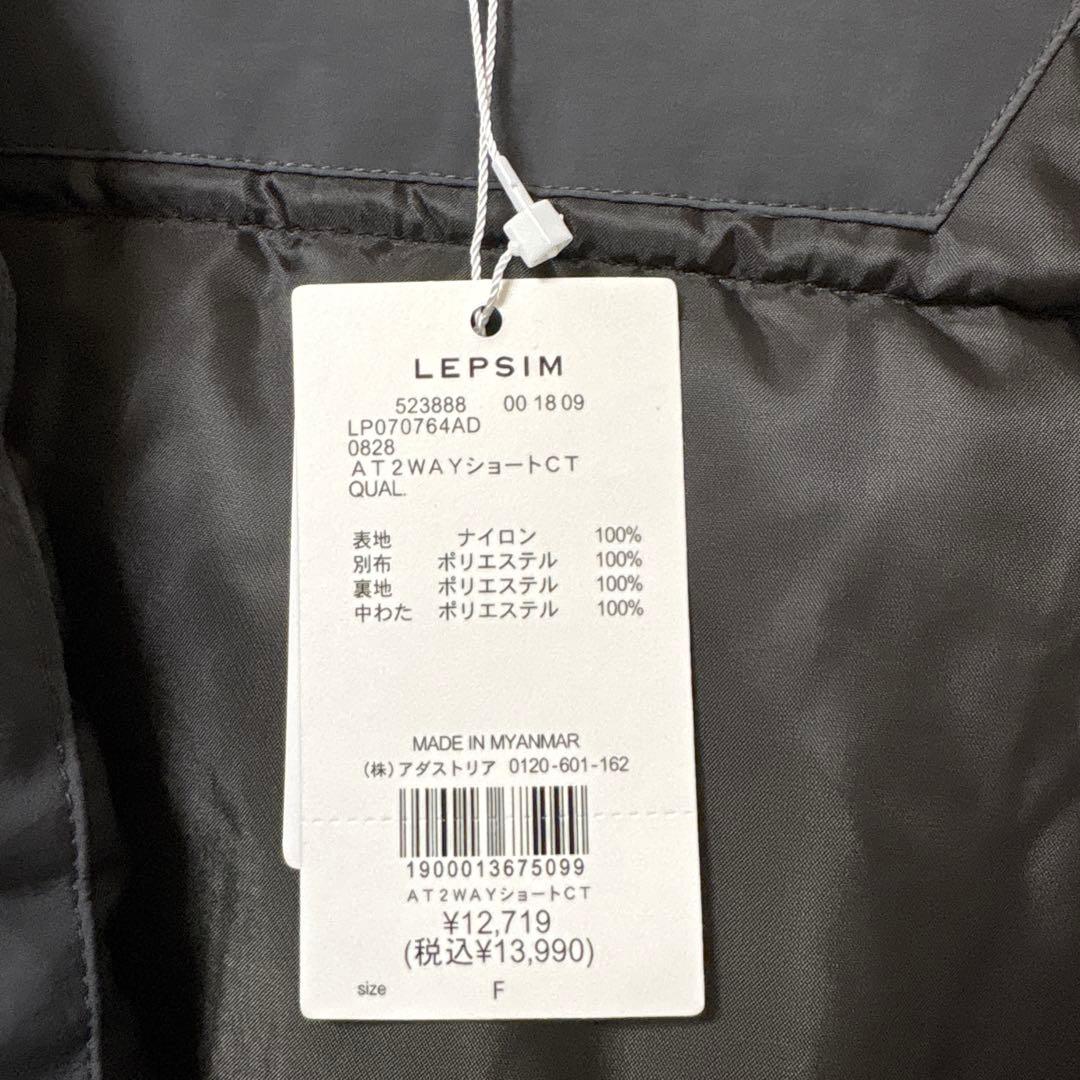 LEPSIM
523888 00 18 09
LP070764AD
0828
ＡＴ２ＷＡＹショートＣＴ
QUAL.
表地 ナイロン 100%
別布 ポリエステル 100%
裏地 ポリエステル 100%
中わた ポリエステル 100%
MADE IN MYANMAR
(株)アダストリア 0120-601-162
1900013675099
ＡＴ２ＷＡＹショートＣＴ
¥12,719
(税込¥13,990)
size F